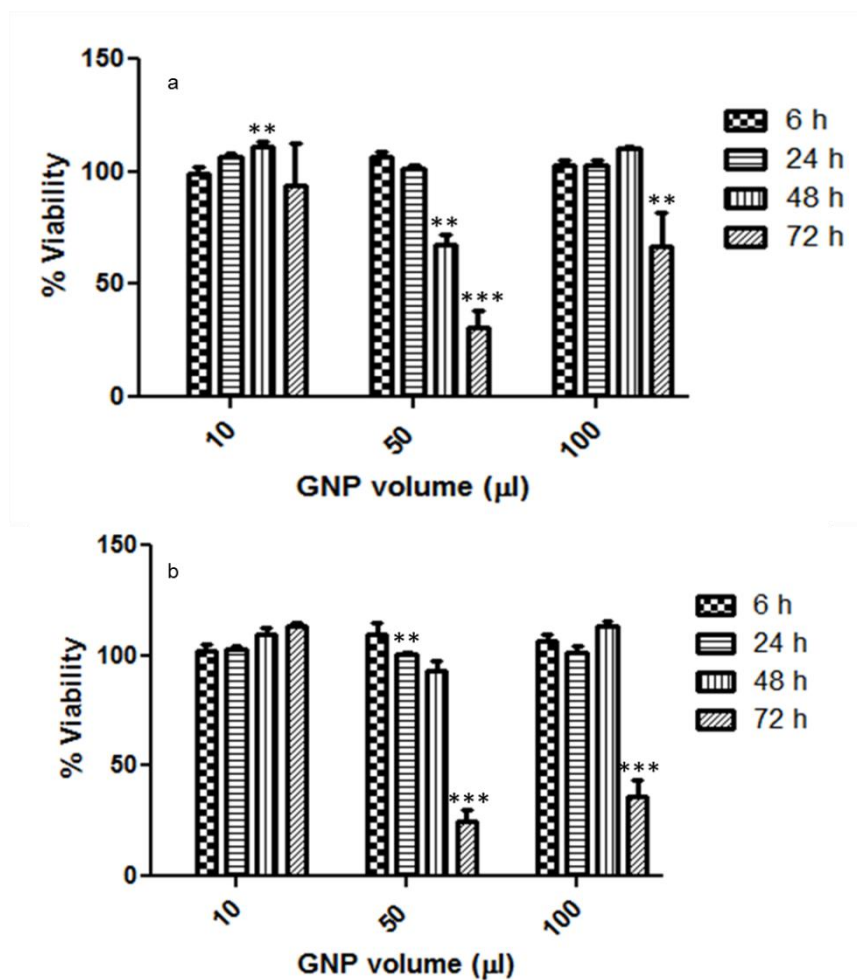 150
a
**
6 h
24 h
48 h
72 h
100
**
***
**
50
0
% Viability
10
50
100
GNP volume (μl)
150
b
6 h
24 h
48 h
72 h
100
**
50
***
***
0
% Viability
10
50
100
GNP volume (μl)